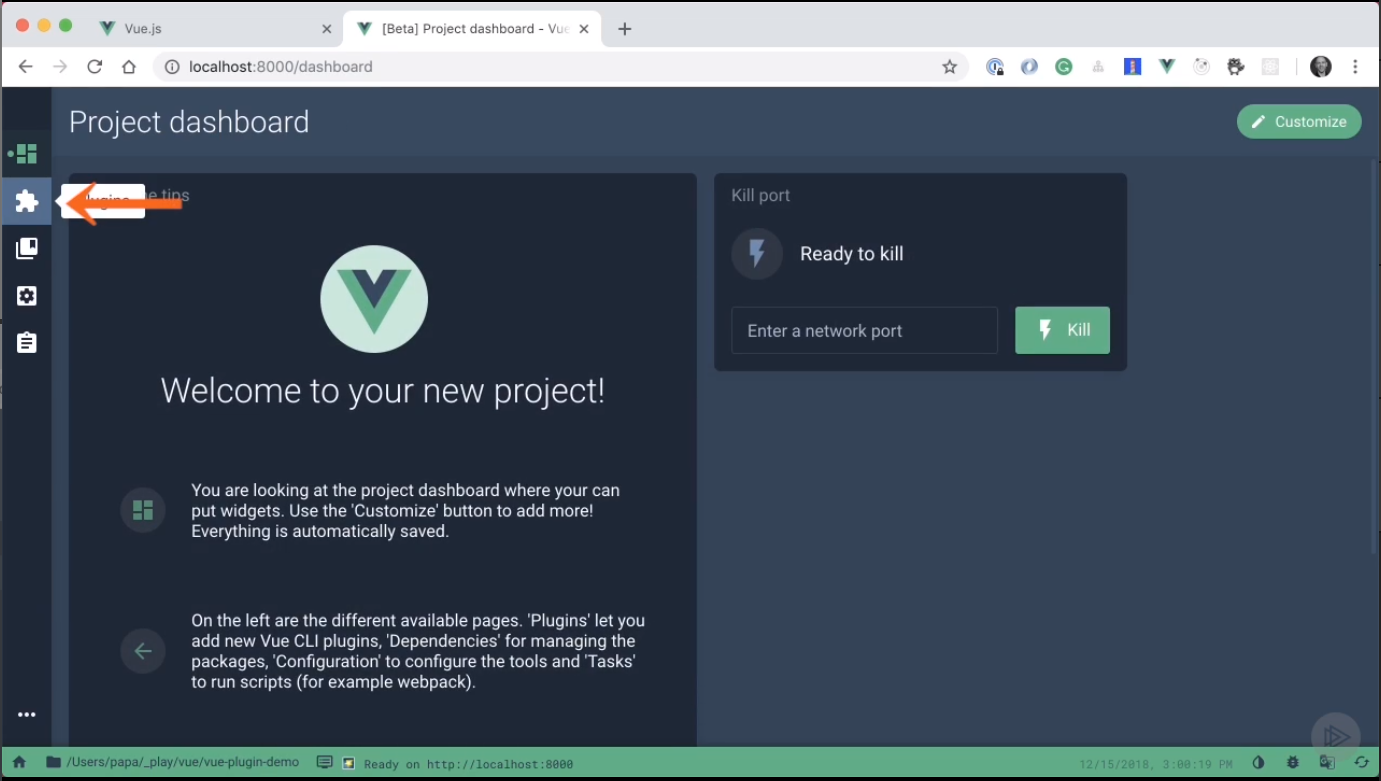 Vue.js
[Beta] Project dashboard - Vue
localhost:8000/dashboard
Project dashboard
Customize
tips
Kill port
Ready to kill
Enter a network port
Kill
Welcome to your new project!
You are looking at the project dashboard where your can
put widgets. Use the 'Customize' button to add more!
Everything is automatically saved.
On the left are the different available pages. 'Plugins' let you
add new Vue CLI plugins, 'Dependencies' for managing the
packages, 'Configuration' to configure the tools and 'Tasks'
to run scripts (for example webpack).
/Users/papa/_play/vue/vue-plugin-demo
Ready on http://localhost:8000
12/15/2018, 3:00:19 PM